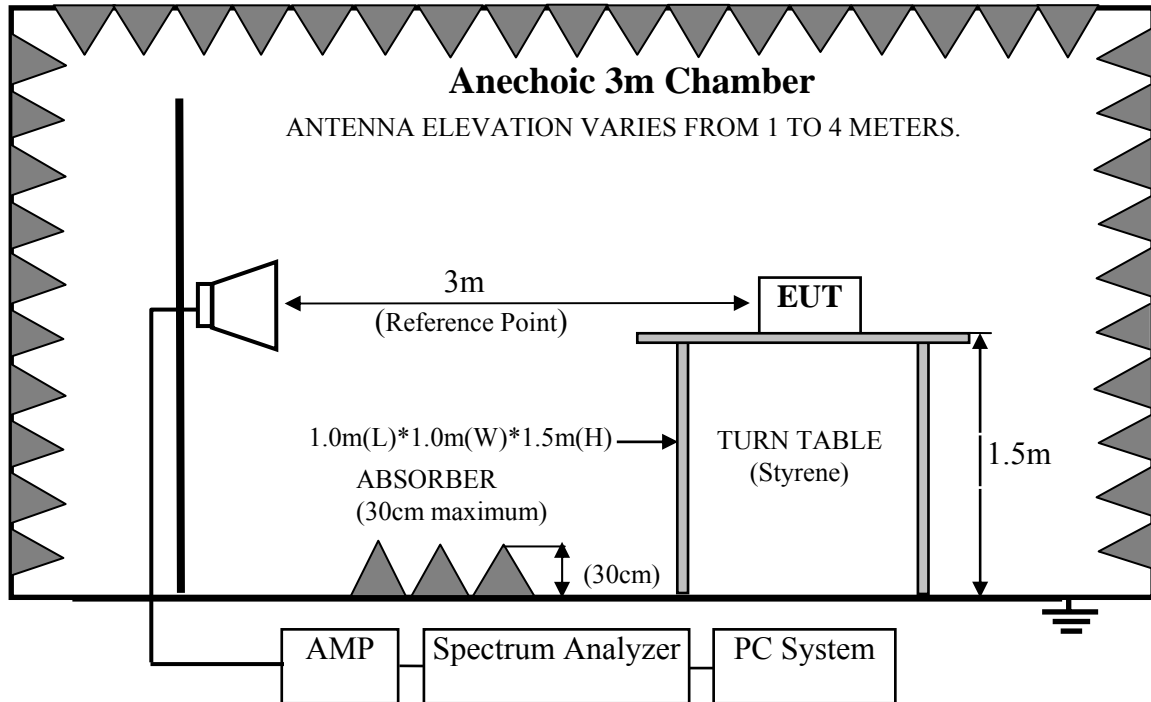 Anechoic 3m Chamber
ANTENNA ELEVATION VARIES FROM 1 TO 4 METERS.
3m
(Reference Point)
EUT
1.0m(L)*1.0m(W)*1.5m(H)
TURN TABLE
(Styrene)
1.5m
ABSORBER
(30cm maximum)
(30cm)
AMP
Spectrum Analyzer
PC System